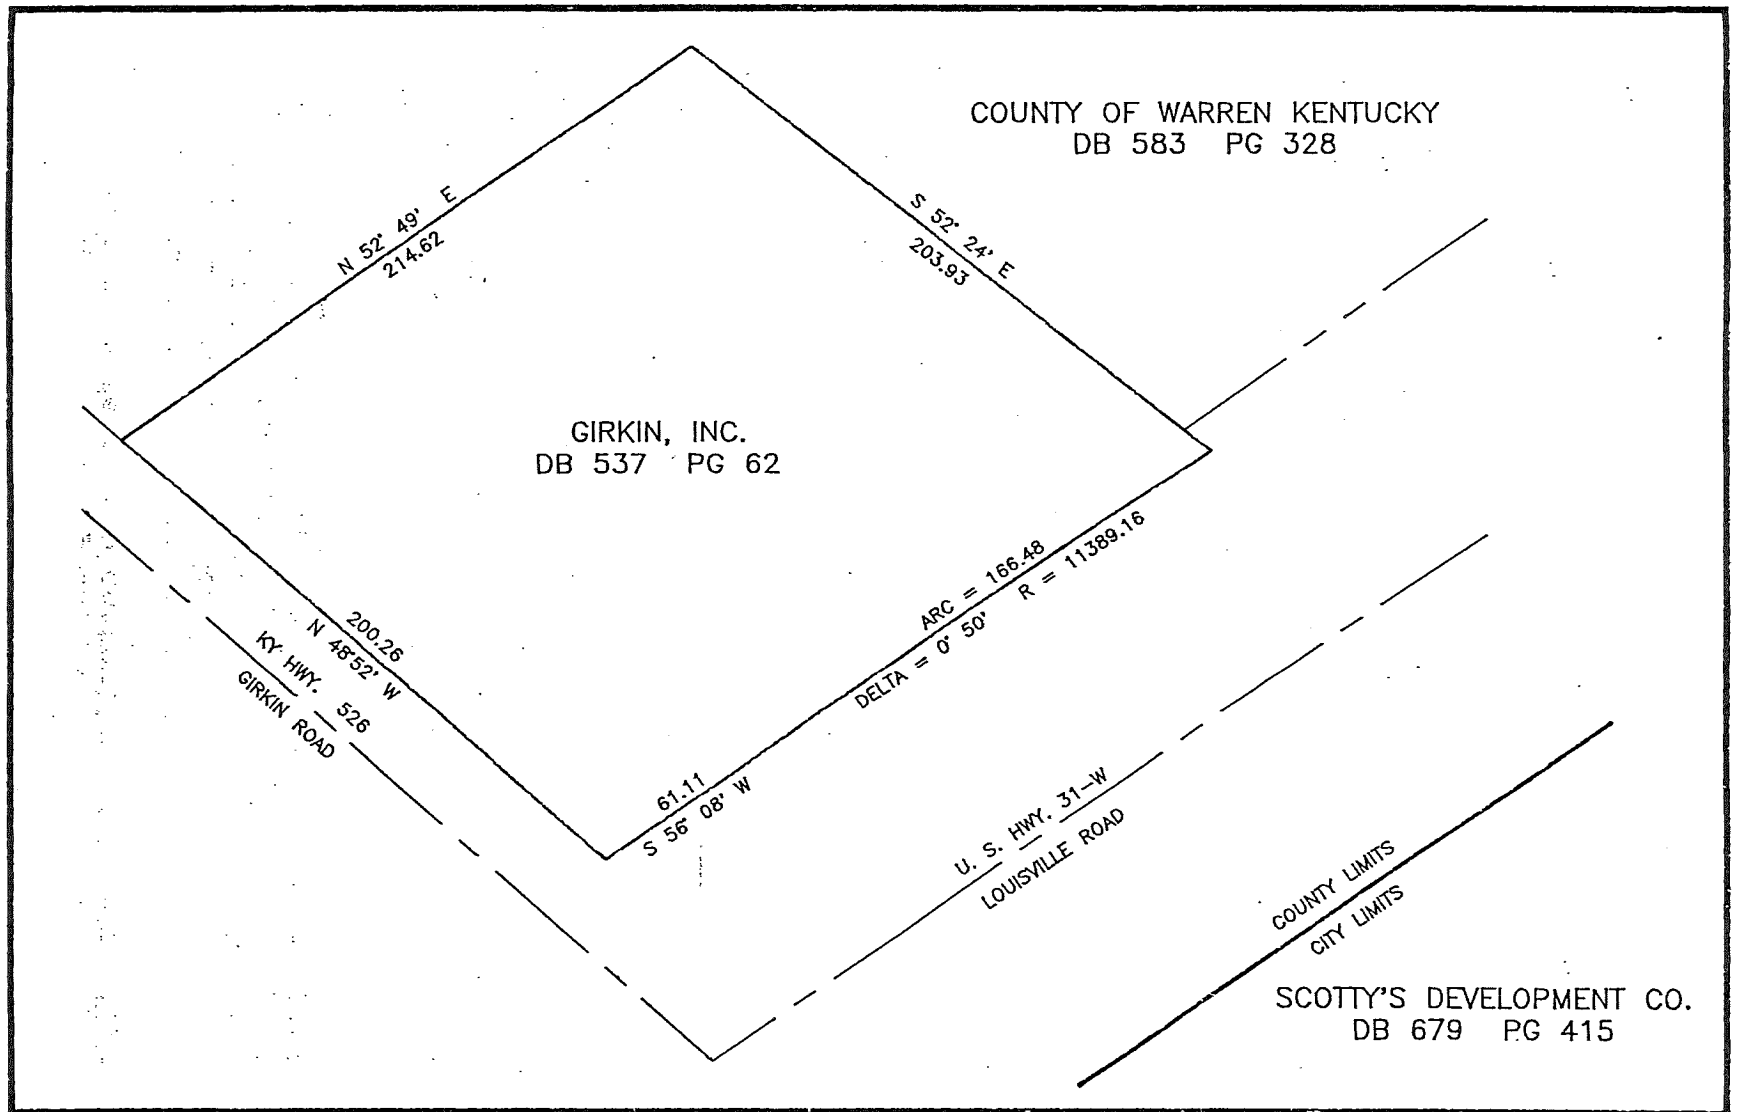 COUNTY OF WARREN KENTUCKY
DB 583 PG 328
N 52° 49' E
214.62
S 52° 24' E
203.93
GIRKIN, INC.
DB 537 PG 62
200.26
N 48°52' W
KY HWY. 526
GIRKIN ROAD
ARC = 166.48
DELTA = 0° 50' R = 11389.16
61.11
S 56° 08' W
U. S. HWY. 31-W
LOUISVILLE ROAD
COUNTY LIMITS
CITY LIMITS
SCOTTY'S DEVELOPMENT CO.
DB 679 PG 415